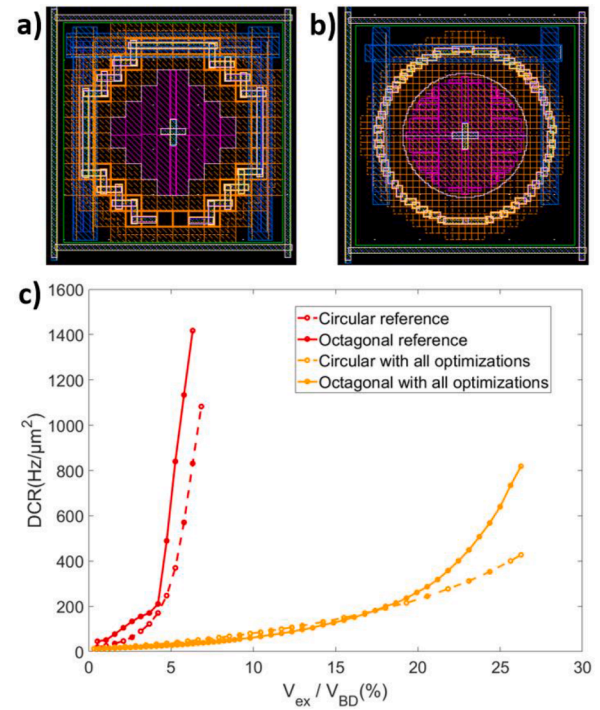 a)
b)
c)
1600
1400
1200
1000
800
600
400
200
0
DCR(Hz/μm²)
Circular reference
Octagonal reference
Circular with all optimizations
Octagonal with all optimizations
0 5 10 15 20 25 30
V_ex / V_BD(%)